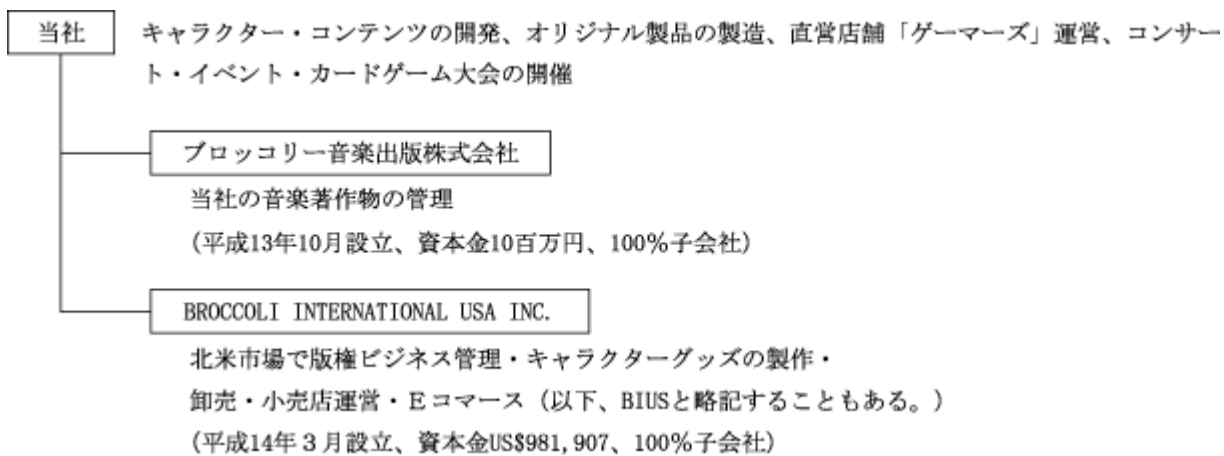 当社 キャラクター・コンテンツの開発、オリジナル製品の製造、直営店舗「ゲーマーズ」運営、コンサー
ト・イベント・カードゲーム大会の開催
ブロッコリー音楽出版株式会社
当社の音楽著作物の管理
(平成13年10月設立、資本金10百万円、100%子会社)
BROCCOLI INTERNATIONAL USA INC.
北米市場で版権ビジネス管理・キャラクターグッズの製作・
卸売・小売店運営・Eコマース（以下、BIUSと略記することもある。）
(平成14年３月設立、資本金US$981,907、100%子会社)